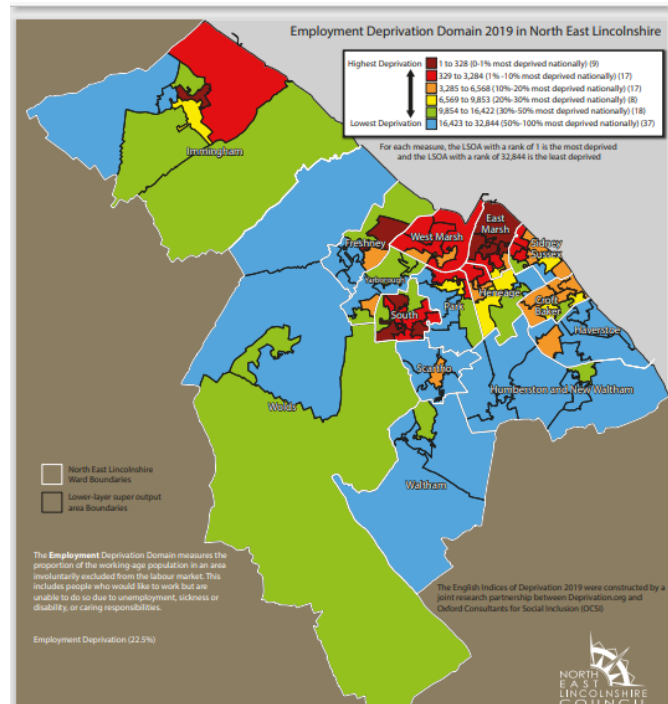 Employment Deprivation Domain 2019 in North East Lincolnshire
Highest Deprivation
1 to 328 (0-1% most deprived nationally) (9)
329 to 3,284 (1% -10% most deprived nationally) (17)
3,285 to 6,568 (10%-20% most deprived nationally) (17)
6,569 to 9,853 (20%-30% most deprived nationally) (8)
9,854 to 16,422 (30%-50% most deprived nationally) (18)
Lowest Deprivation
16,423 to 32,844 (50%-100% most deprived nationally) (37)
For each measure, the LSOA with a rank of 1 is the most deprived
and the LSOA with a rank of 32,844 is the least deprived
Immingham
East
Marsh
West Marsh
Freshney
Sidney
Sussex
Yarborough
Heneage
Park
Croft
Baker
South
Haverstoe
Scartho
Humberston and New Waltham
Wolds
Waltham
North East Lincolnshire
Ward Boundaries
Lower-layer super output
area Boundaries
The Employment Deprivation Domain measures the
proportion of the working-age population in an area
involuntarily excluded from the labour market. This
includes people who would like to work but are
unable to do so due to unemployment, sickness or
disability, or caring responsibilities.
Employment Deprivation (22.5%)
The English Indices of Deprivation 2019 were constructed by a
joint research partnership between Deprivation.org and
Oxford Consultants for Social Inclusion (OCSI)
NORTH
EAST
LINCOLNSHIRE
COUNCIL